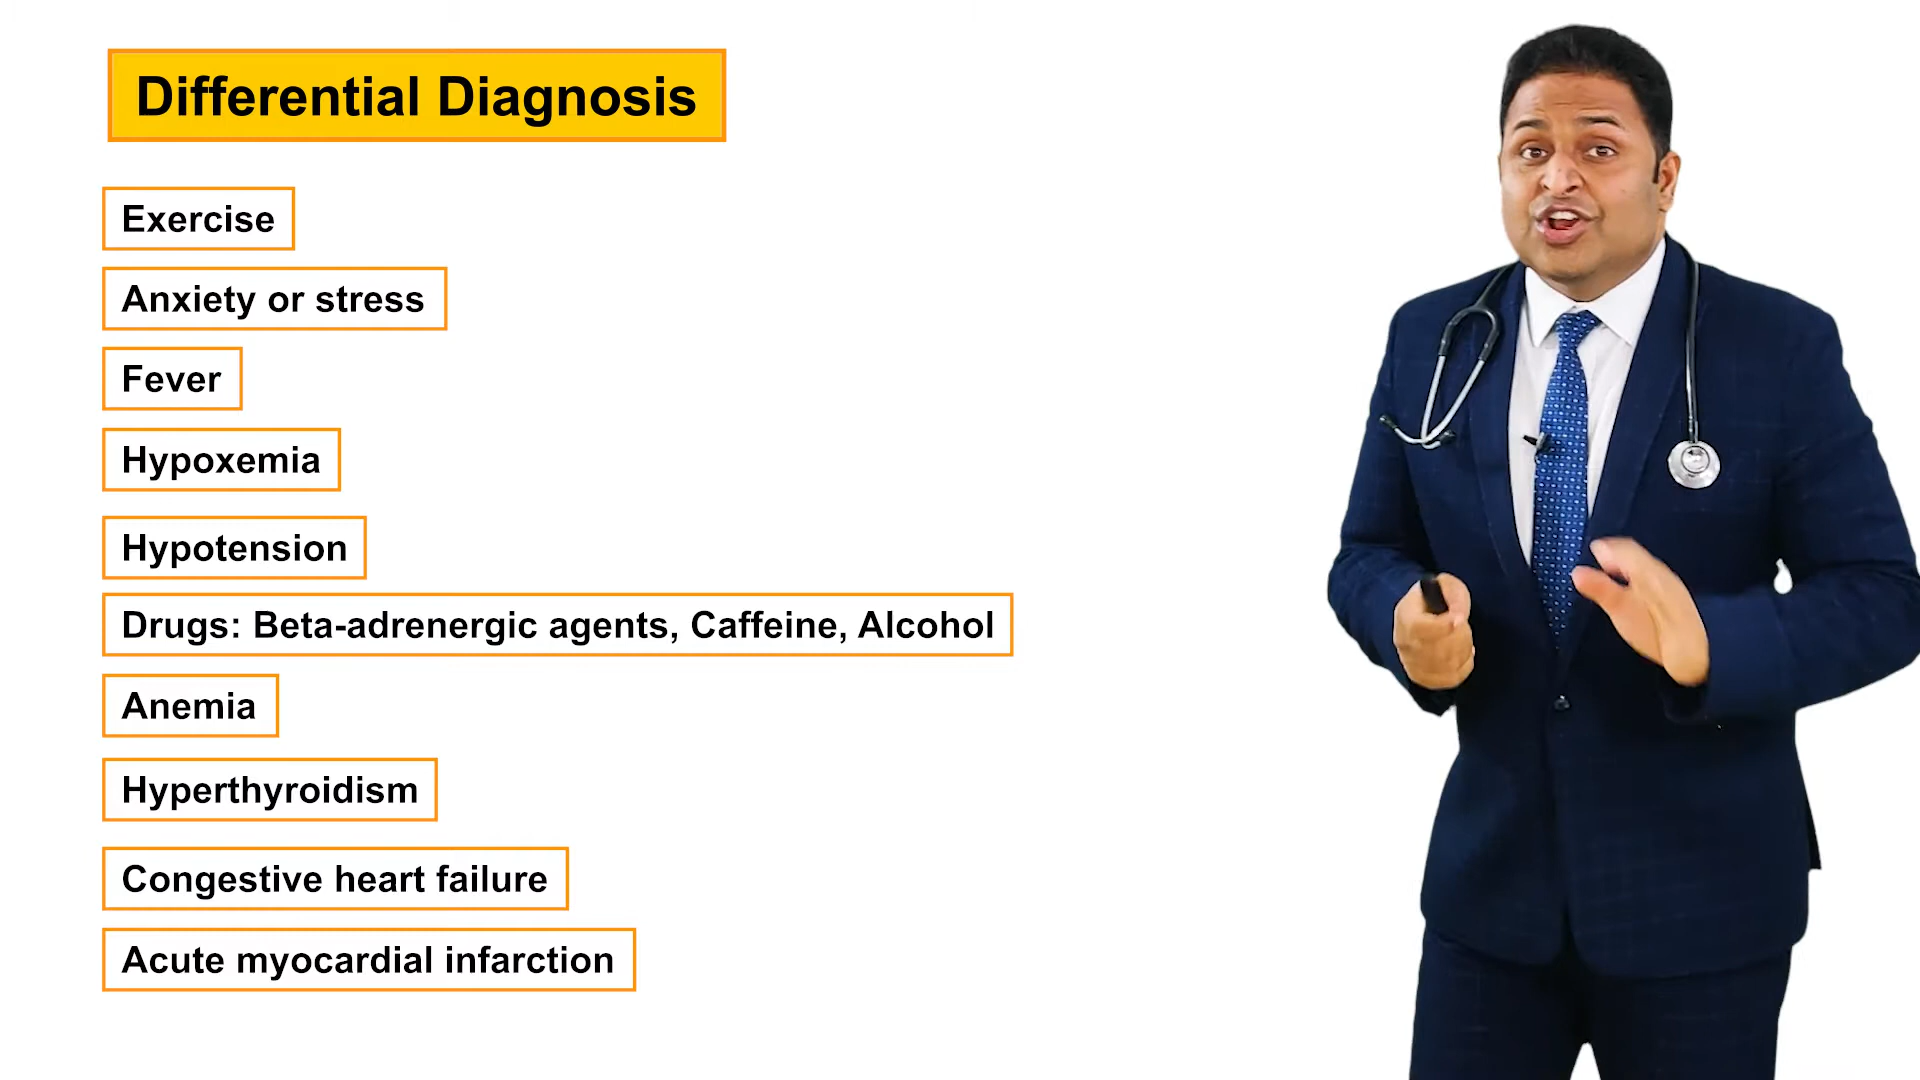 Differential Diagnosis
Exercise
Anxiety or stress
Fever
Hypoxemia
Hypotension
Drugs: Beta-adrenergic agents, Caffeine, Alcohol
Anemia
Hyperthyroidism
Congestive heart failure
Acute myocardial infarction